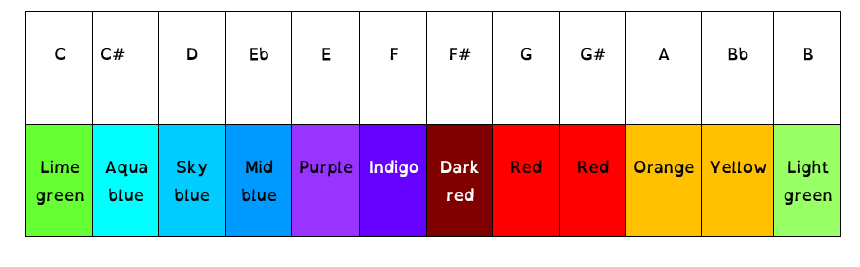 C C# D Eb E F F# G G# A Bb B
Lime Aqua Sky Mid Purple Indigo Dark Red Red Orange Yellow Light
green blue blue blue red green